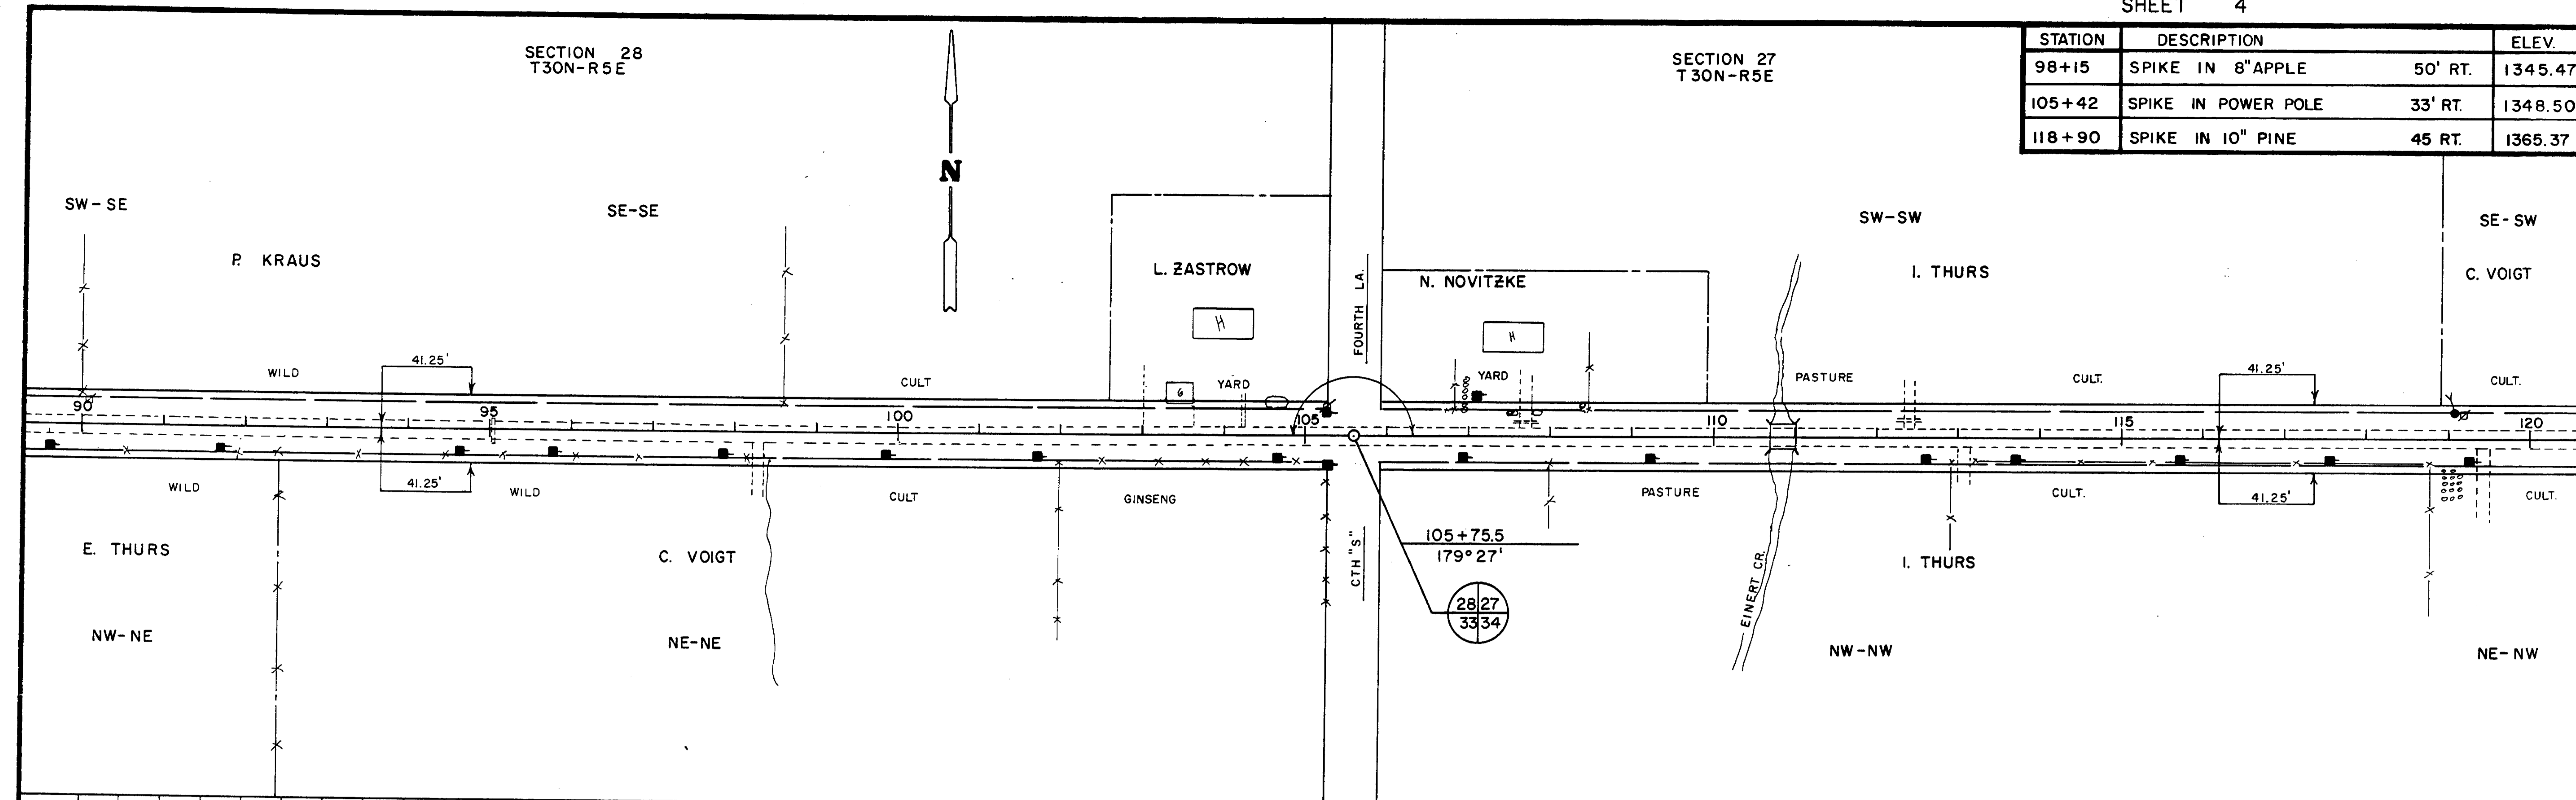 SHEET 4
STATION DESCRIPTION ELEV.
98+15 SPIKE IN 8" APPLE 50' RT. 1345.47
105+42 SPIKE IN POWER POLE 33' RT. 1348.50
118+90 SPIKE IN 10" PINE 45 RT. 1365.37
SECTION 28
T30N-R5E
SECTION 27
T30N-R5E
N
SW-SE
SE-SE
SW-SW
SE-SW
P. KRAUS
L. ZASTROW
N. NOVITZKE
I. THURS
C. VOIGT
H
H
FOURTH LA.
41.25'
WILD
CULT
G
YARD
YARD
PASTURE
CULT.
41.25'
CULT.
90
95
100
105
110
115
120
WILD
41.25'
WILD
CULT
GINSENG
PASTURE
CULT.
41.25'
CULT.
E. THURS
C. VOIGT
CTH "S"
105+75.5
179°27'
EINERT CR.
I. THURS
28 27
33 34
NW-NE
NE-NE
NW-NW
NE-NW